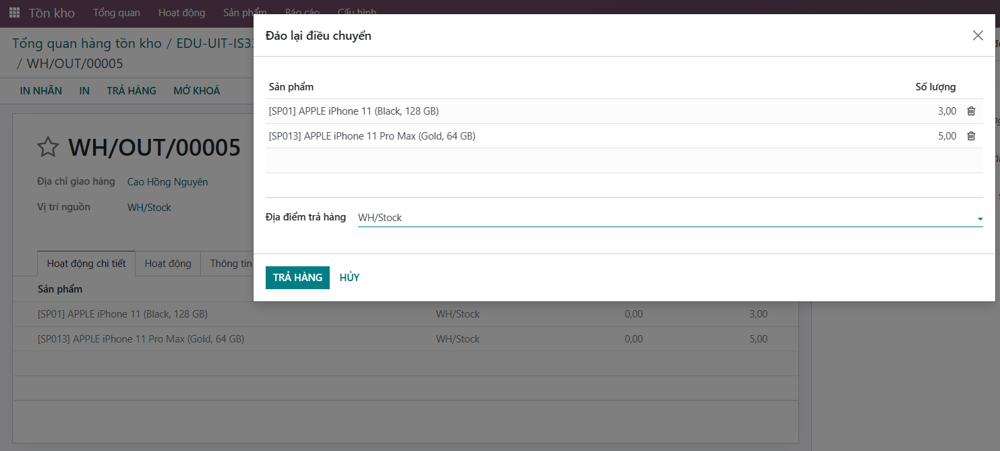 Tồn kho Tổng quan Hoạt động Sản phẩm Báo cáo Cấu hình
Đảo lại điều chuyển
Tổng quan hàng tồn kho / EDU-UIT-IS33
/ WH/OUT/00005
IN NHÃN IN TRẢ HÀNG MỞ KHOÁ
Sản phẩm Số lượng
[SP01] APPLE iPhone 11 (Black, 128 GB) 3,00
[SP013] APPLE iPhone 11 Pro Max (Gold, 64 GB) 5,00
Địa điểm trả hàng WH/Stock
TRẢ HÀNG HỦY
WH/OUT/00005
Địa chỉ giao hàng Cao Hồng Nguyên
Vị trí nguồn WH/Stock
Hoạt động chi tiết Hoạt động Thông tin
Sản phẩm
[SP01] APPLE iPhone 11 (Black, 128 GB) WH/Stock 0,00 3,00
[SP013] APPLE iPhone 11 Pro Max (Gold, 64 GB) WH/Stock 0,00 5,00